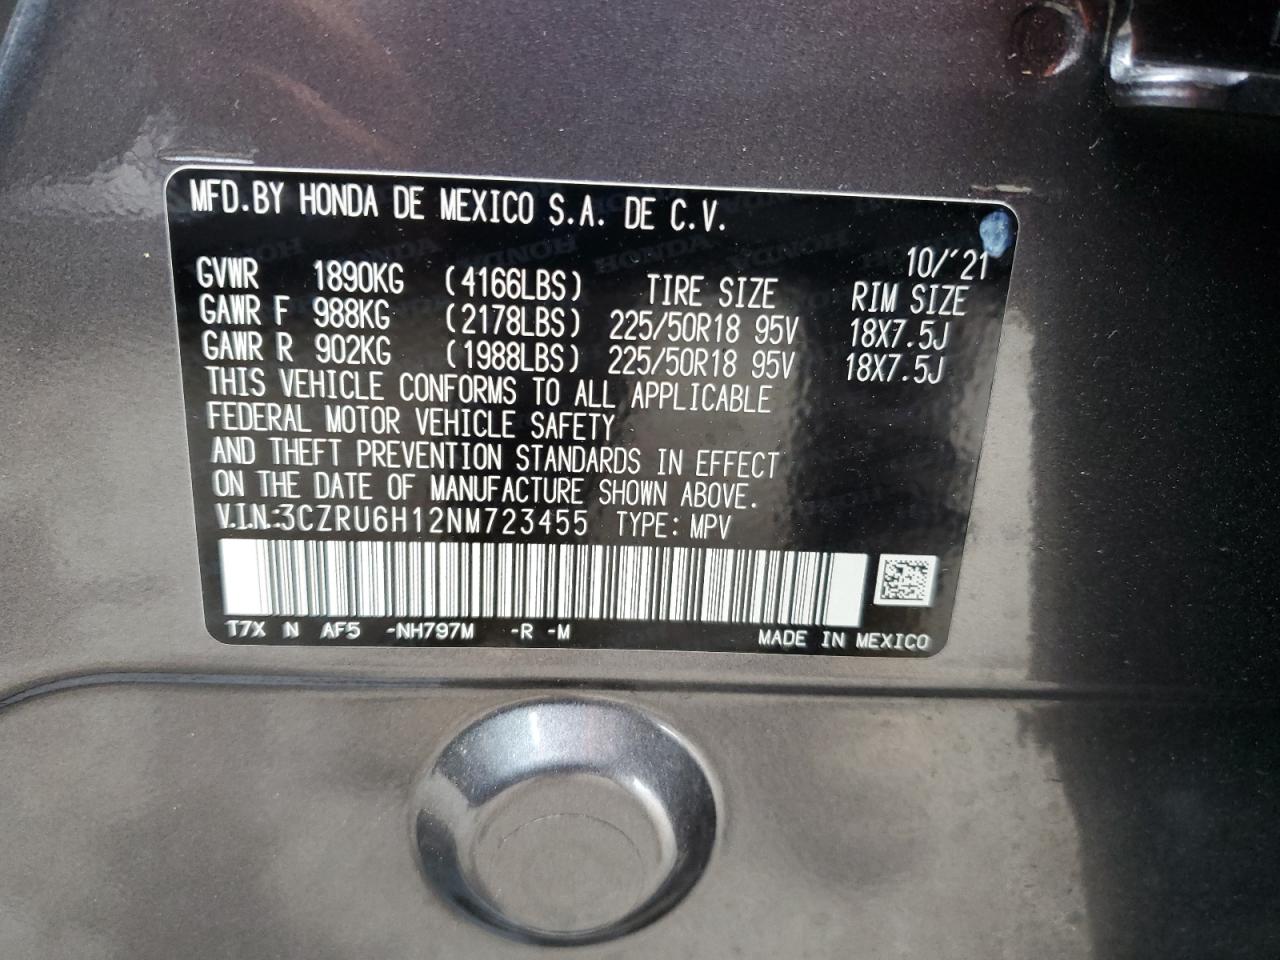 MFD.BY HONDA DE MEXICO S.A. DE C.V.
10/'21
GVWR 1890KG (4166LBS) TIRE SIZE RIM SIZE
GAWR F 988KG (2178LBS) 225/50R18 95V 18X7.5J
GAWR R 902KG (1988LBS) 225/50R18 95V 18X7.5J
THIS VEHICLE CONFORMS TO ALL APPLICABLE
FEDERAL MOTOR VEHICLE SAFETY
AND THEFT PREVENTION STANDARDS IN EFFECT
ON THE DATE OF MANUFACTURE SHOWN ABOVE.
V.I.N.:3CZRU6H12NM723455 TYPE: MPV
T7X N AF5 -NH797M -R -M MADE IN MEXICO